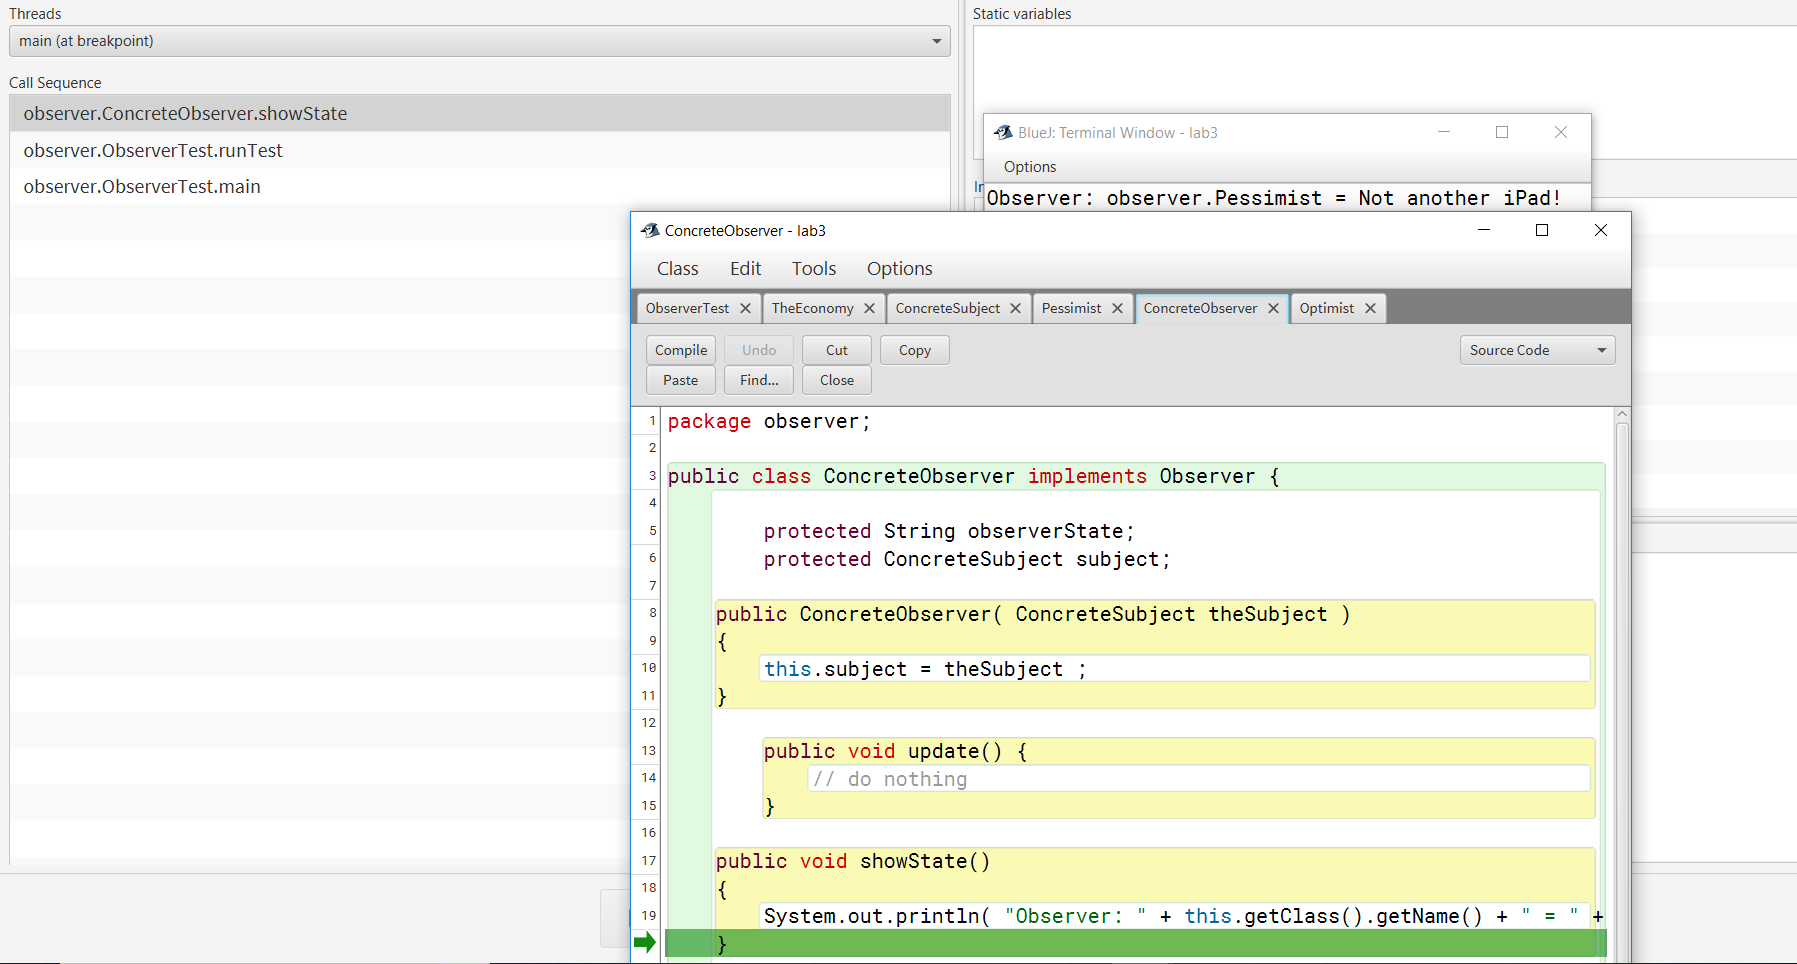 Threads
main (at breakpoint)
Call Sequence
observer.ConcreteObserver.showState
observer.ObserverTest.runTest
observer.ObserverTest.main
Static variables
BlueJ: Terminal Window - lab3
Options
Observer: observer.Pessimist = Not another iPad!
ConcreteObserver - lab3
Class Edit Tools Options
ObserverTest TheEconomy ConcreteSubject Pessimist ConcreteObserver Optimist
Compile Undo Cut Copy Source Code
Paste Find... Close
1 package observer;
2
3 public class ConcreteObserver implements Observer {
4
5 protected String observerState;
6 protected ConcreteSubject subject;
7
8 public ConcreteObserver( ConcreteSubject theSubject )
9 {
10 this.subject = theSubject ;
11 }
12
13 public void update() {
14 // do nothing
15 }
16
17 public void showState()
18 {
19 System.out.println( "Observer: " + this.getClass().getName() + " = " +
}